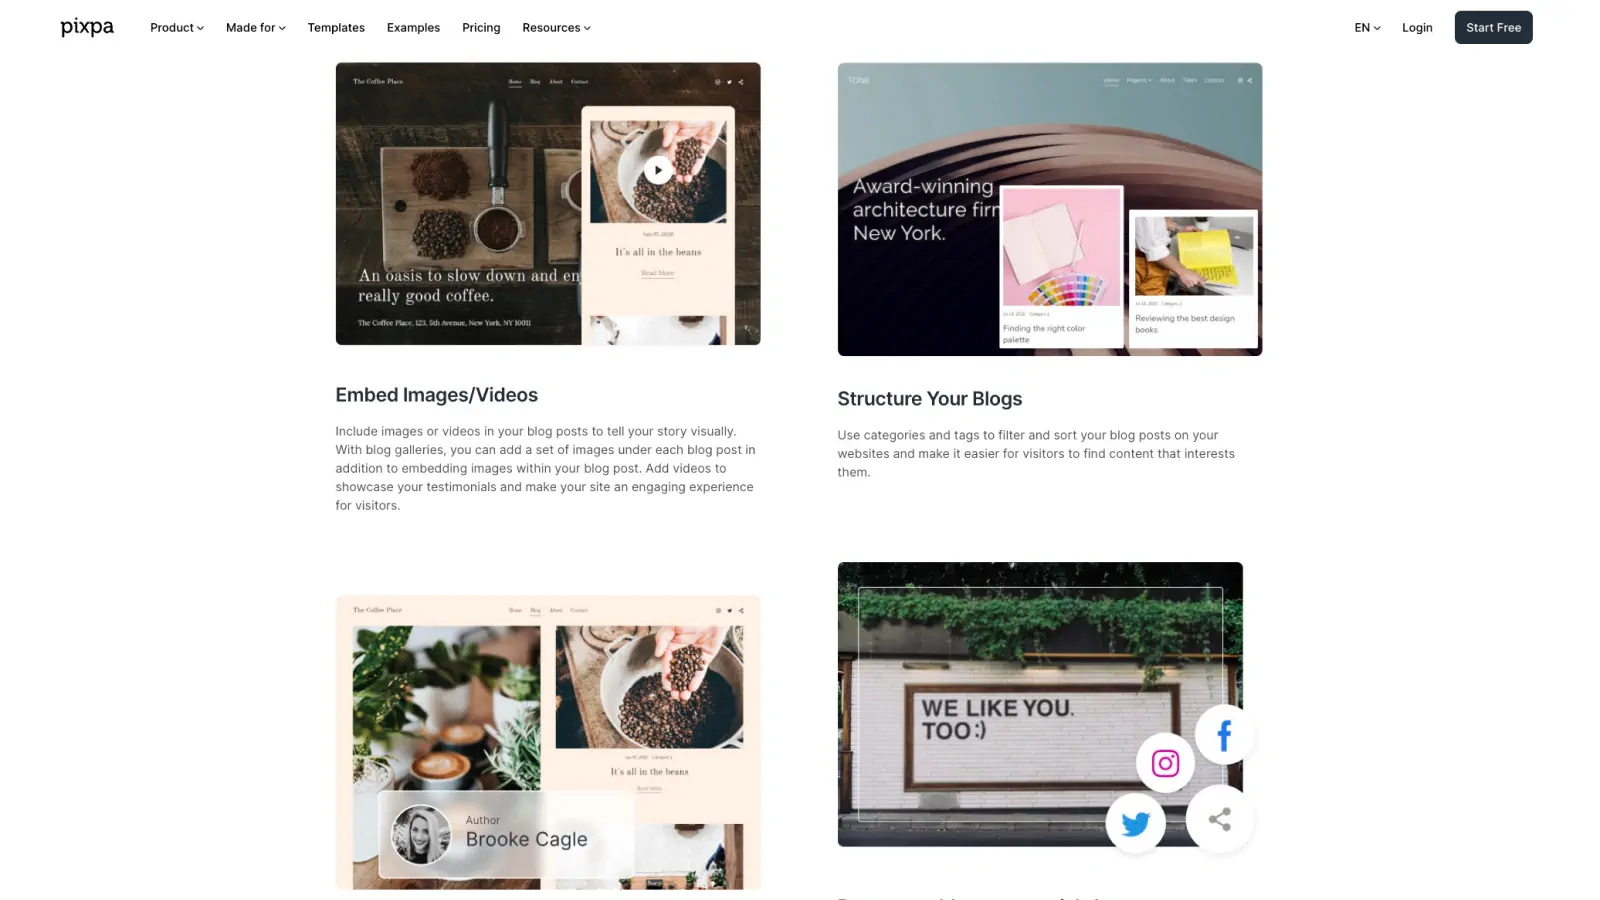 pixpa
Product
Made for
Templates
Examples
Pricing
Resources
EN
Login
Start Free
The Coffee Place
Home
Blog
About
Contact
An oasis to slow down and en
really good coffee.
The Coffee Place, 123, 5th Avenue, New York, NY 10011
It's all in the beans
Read More
TONE
Home
Projects
About
Team
Contact
Award-winning
architecture firm
New York.
Finding the right color
palette
Reviewing the best design
books
Embed Images/Videos
Include images or videos in your blog posts to tell your story visually.
With blog galleries, you can add a set of images under each blog post in
addition to embedding images within your blog post. Add videos to
showcase your testimonials and make your site an engaging experience
for visitors.
Structure Your Blogs
Use categories and tags to filter and sort your blog posts on your
websites and make it easier for visitors to find content that interests
them.
The Coffee Place
Home
Blog
About
Contact
It's all in the beans
Read More
Author
Brooke Cagle
WE LIKE YOU.
TOO :)